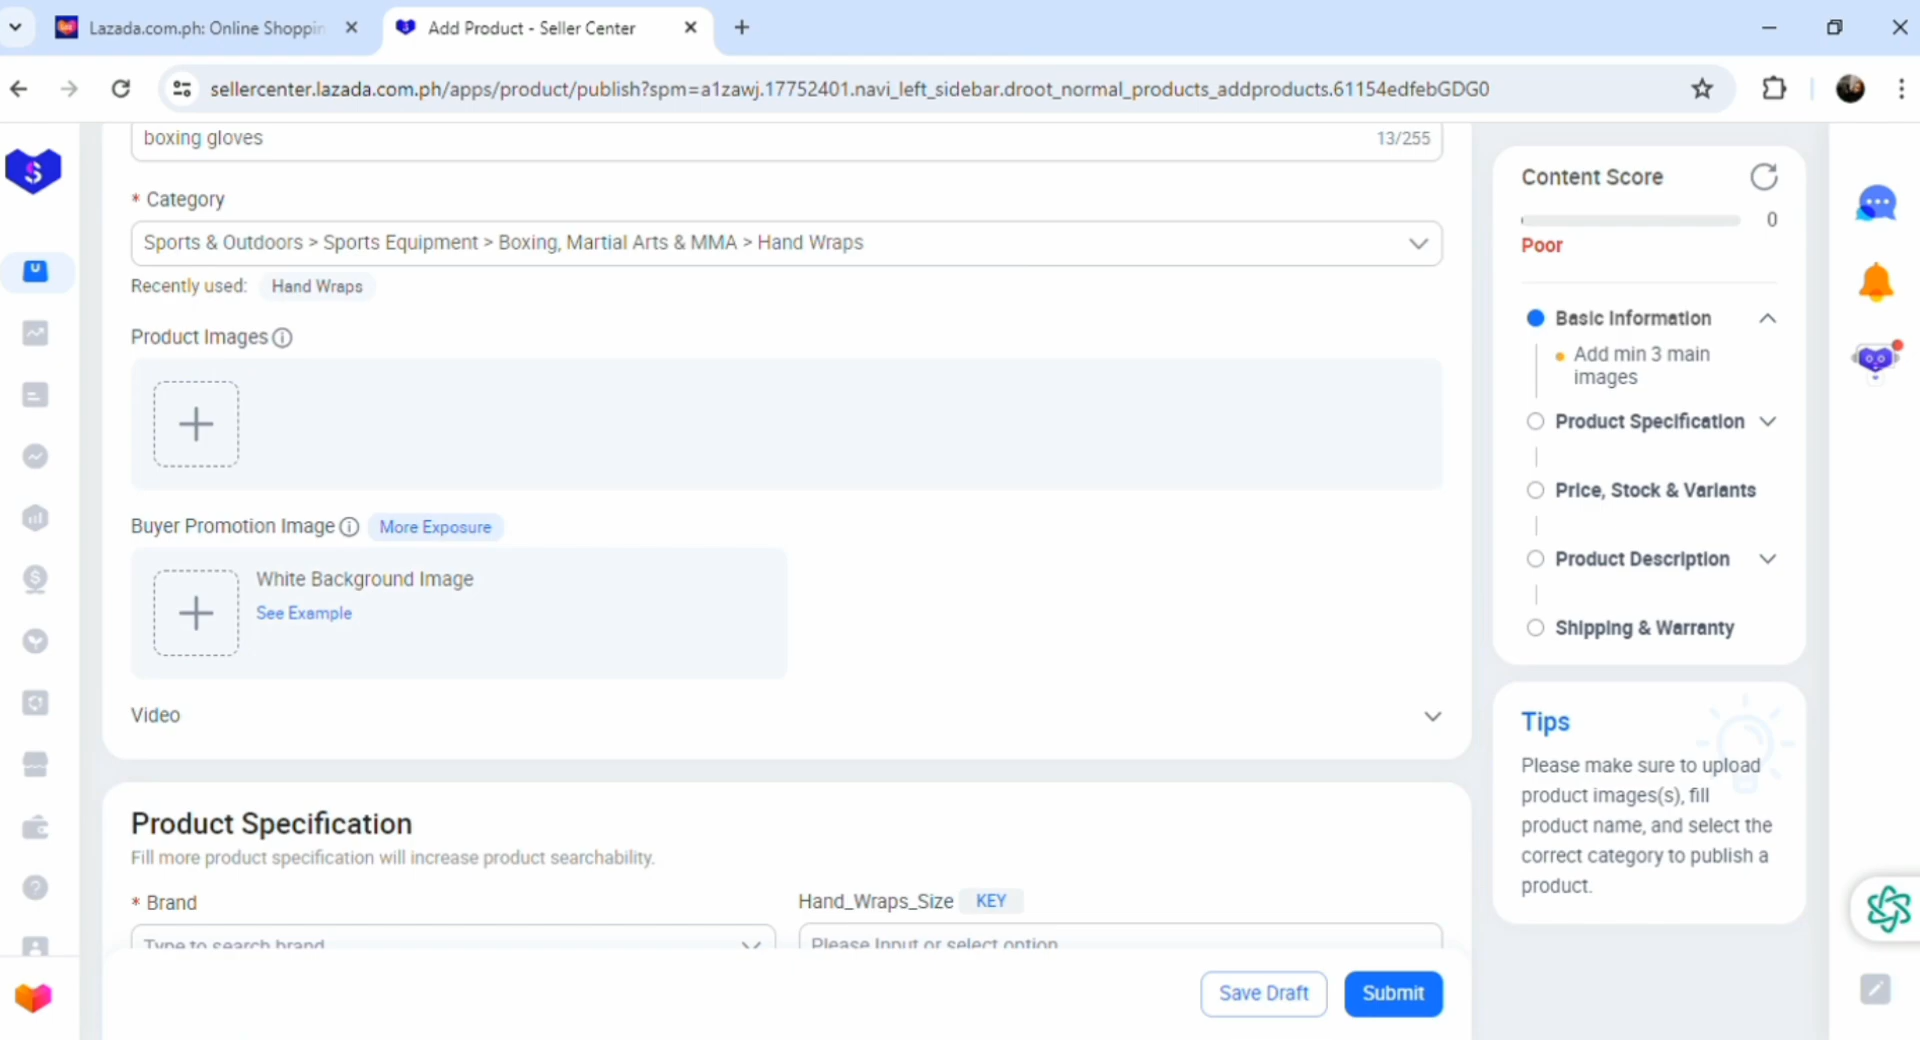 Lazada.com.ph: Online Shoppin
Add Product - Seller Center
sellercenter.lazada.com.ph/apps/product/publish?spm=a1zawj.17752401.navi_left_sidebar.droot_normal_products_addproducts.61154edfebGDG0
boxing gloves
13/255
* Category
Sports & Outdoors > Sports Equipment > Boxing, Martial Arts & MMA > Hand Wraps
Recently used: Hand Wraps
Product Images
Buyer Promotion Image More Exposure
White Background Image
See Example
Video
Product Specification
Fill more product specification will increase product searchability.
* Brand
Hand_Wraps_Size KEY
Type to search brand
Please Input or select option
Save Draft
Submit
Content Score
0
Poor
Basic Information
Add min 3 main
images
Product Specification
Price, Stock & Variants
Product Description
Shipping & Warranty
Tips
Please make sure to upload
product images(s), fill
product name, and select the
correct category to publish a
product.